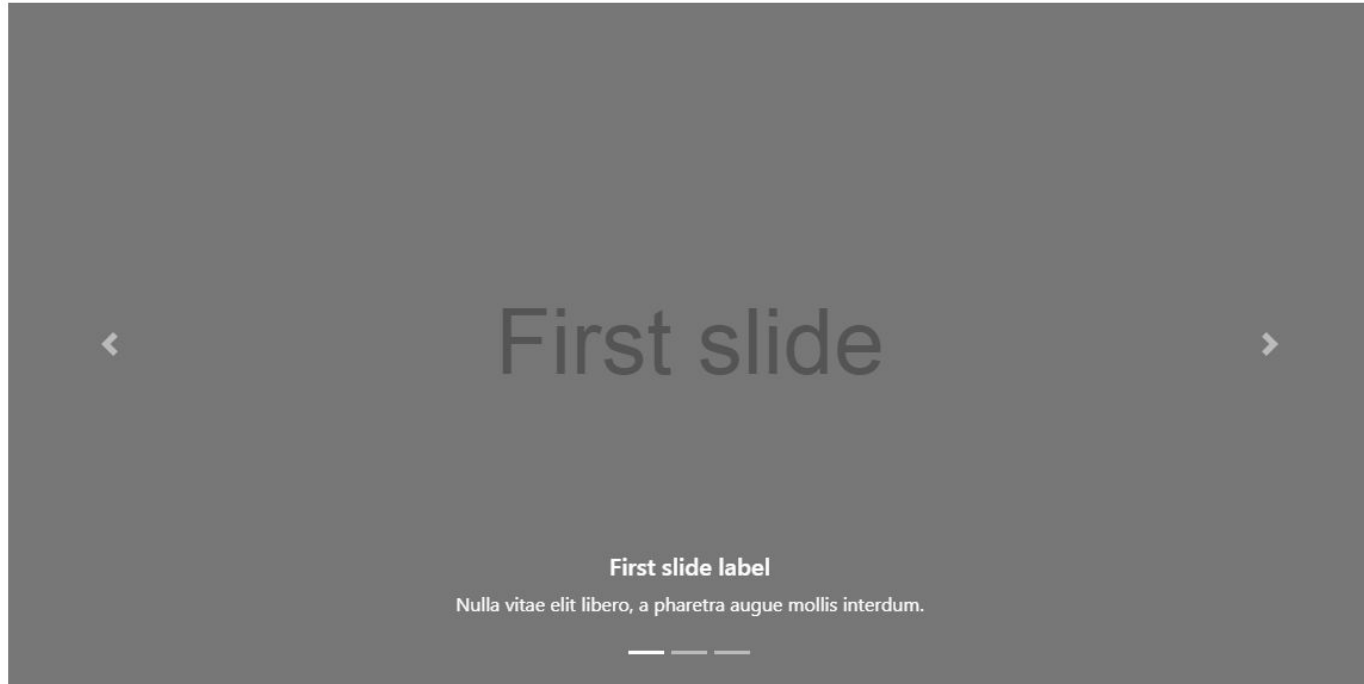 First slide
First slide label
Nulla vitae elit libero, a pharetra augue mollis interdum.